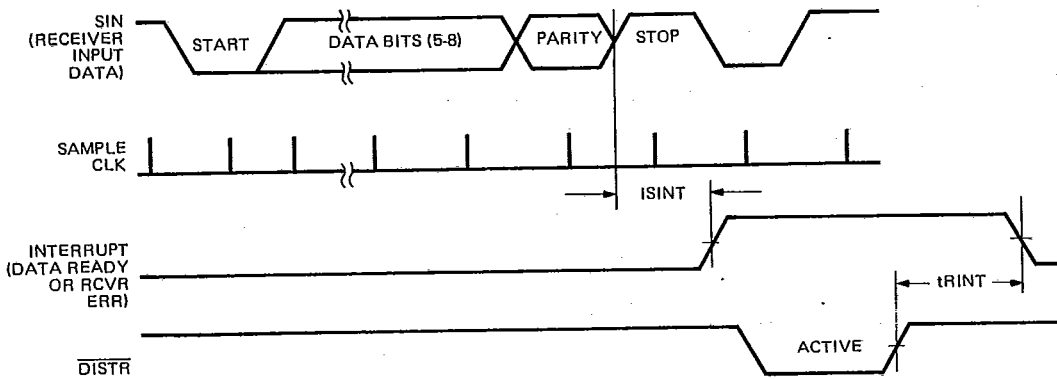 SIN
(RECEIVER
INPUT
DATA)
START
DATA BITS (5-8)
PARITY
STOP
SAMPLE
CLK
ISINT
INTERRUPT
(DATA READY
OR RCVR
ERR)
tRINT
DISTR
ACTIVE